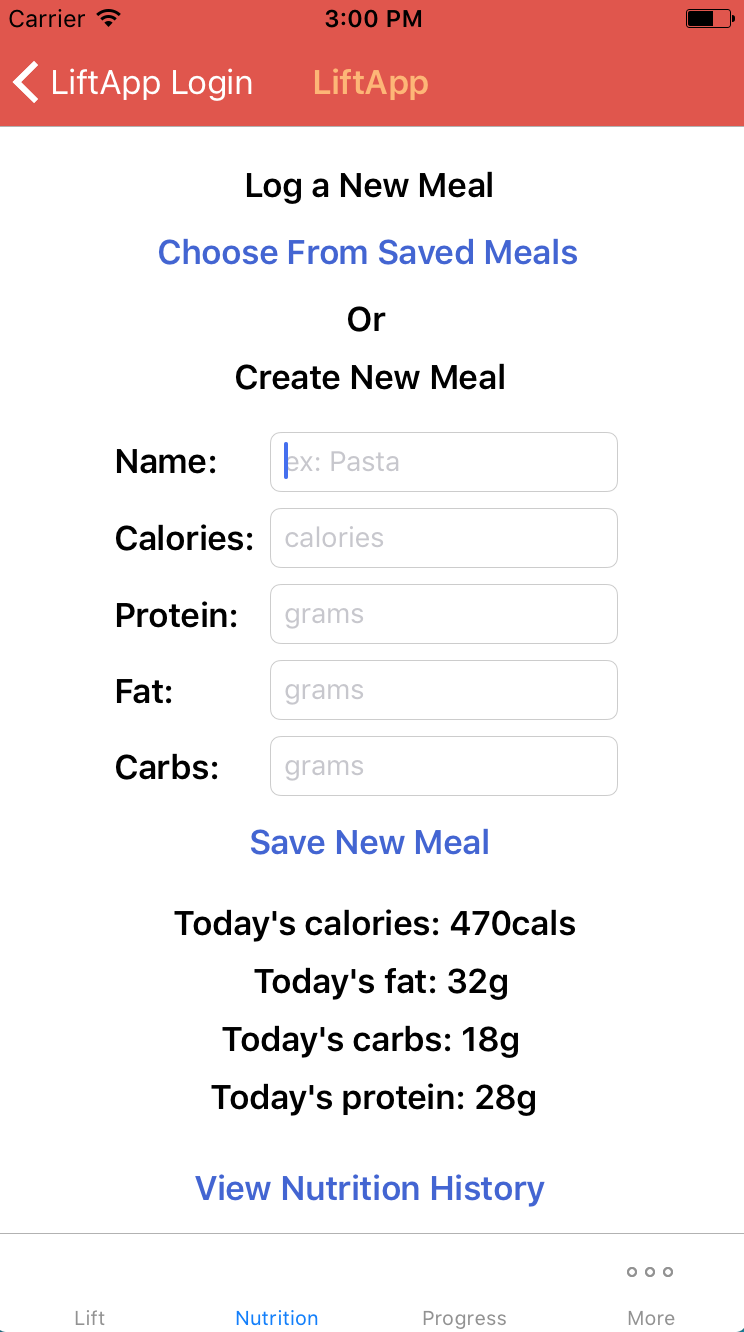 Carrier 3:00 PM
LiftApp Login LiftApp
Log a New Meal
Choose From Saved Meals
Or
Create New Meal
Name: ex: Pasta
Calories: calories
Protein: grams
Fat: grams
Carbs: grams
Save New Meal
Today's calories: 470cals
Today's fat: 32g
Today's carbs: 18g
Today's protein: 28g
View Nutrition History
Lift Nutrition Progress More